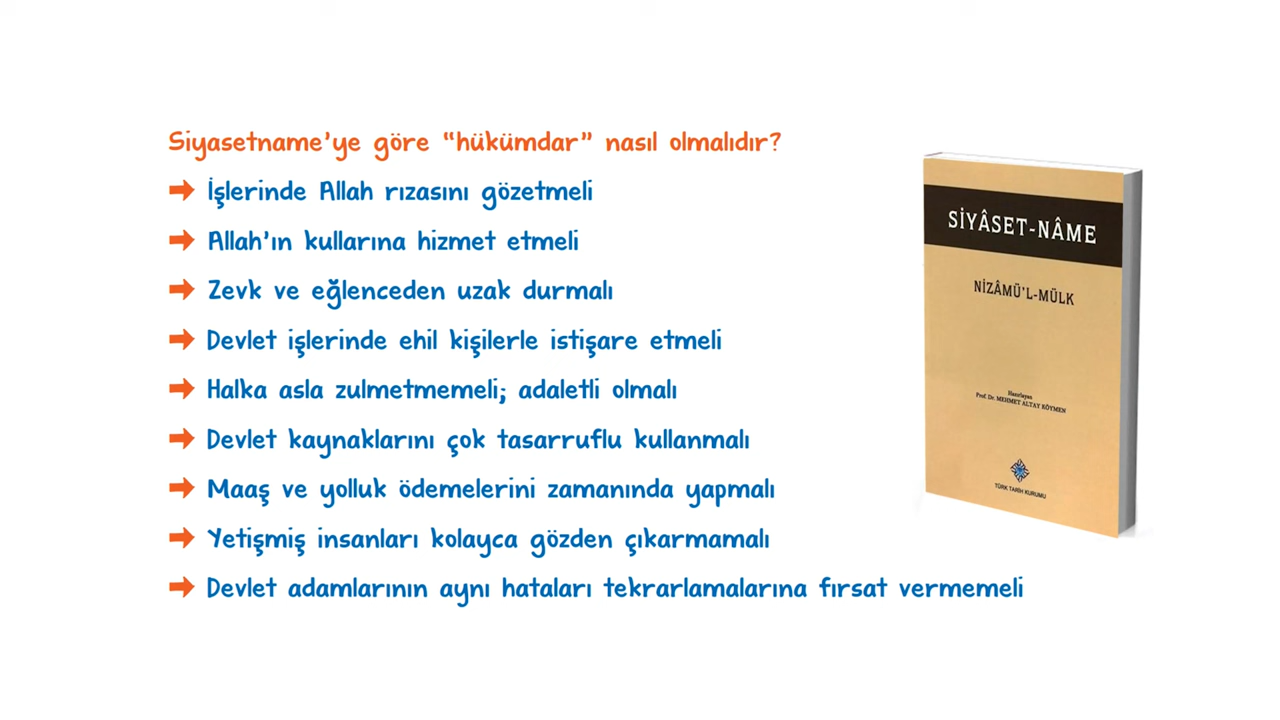 Siyasetname'ye göre “hükümdar” nasıl olmalıdır?
➡ İşlerinde Allah rızasını gözetmeli
➡ Allah'ın kullarına hizmet etmeli
➡ Zevk ve eğlenceden uzak durmalı
➡ Devlet işlerinde ehil kişilerle istişare etmeli
➡ Halka asla zulmetmemeli; adaletli olmalı
➡ Devlet kaynaklarını çok tasarruflu kullanmalı
➡ Maaş ve yolluk ödemelerini zamanında yapmalı
➡ Yetişmiş insanları kolayca gözden çıkarmamalı
➡ Devlet adamlarının aynı hataları tekrarlamalarına fırsat vermemeli
SİYÂSET-NÂME
NİZÂMÜ'L-MÜLK
Hazırlayan
Prof. Dr. MEHMET ALTAY KÖYMEN
TÜRK TARİH KURUMU